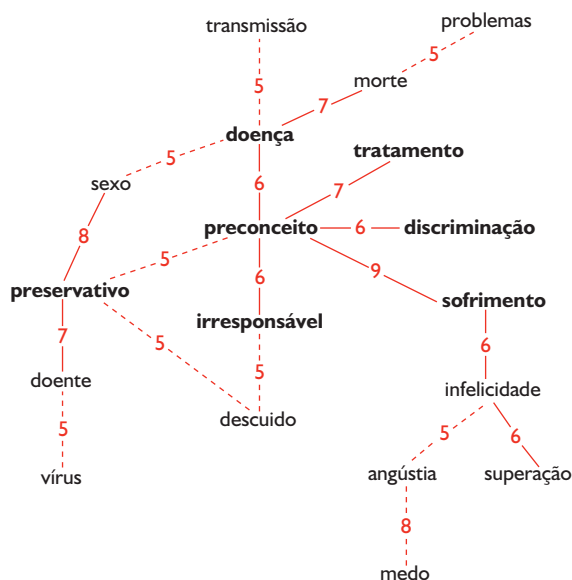 problemas
transmissão
5
morte
5
7
doença
5
tratamento
sexo
6
7
8
preconceito
6
discriminação
5
9
6
preservativo
sofrimento
irresponsável
7
5
6
doente
5
infelicidade
descuido
5
5
6
vírus
angústia
superação
8
medo